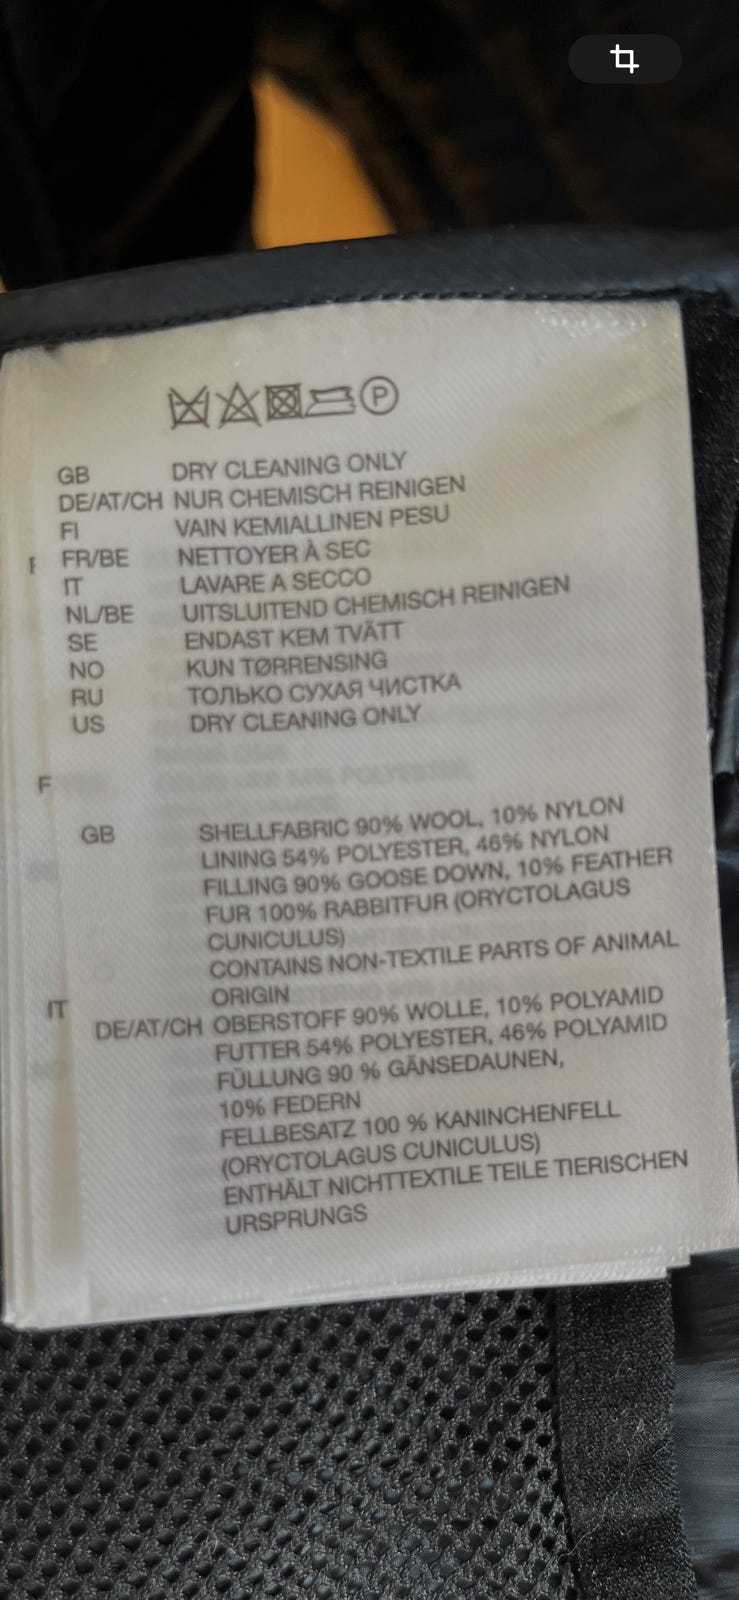 P
GB DRY CLEANING ONLY
DE/AT/CH NUR CHEMISCH REINIGEN
FI VAIN KEMIALLINEN PESU
FR/BE NETTOYER À SEC
IT LAVARE A SECCO
NL/BE UITSLUITEND CHEMISCH REINIGEN
SE ENDAST KEM TVÄTT
NO KUN TØRRENSING
RU ТОЛЬКО СУХАЯ ЧИСТКА
US DRY CLEANING ONLY
GB SHELLFABRIC 90% WOOL, 10% NYLON
LINING 54% POLYESTER, 46% NYLON
FILLING 90% GOOSE DOWN, 10% FEATHER
FUR 100% RABBITFUR (ORYCTOLAGUS
CUNICULUS)
CONTAINS NON-TEXTILE PARTS OF ANIMAL
ORIGIN
IT
DE/AT/CH OBERSTOFF 90% WOLLE, 10% POLYAMID
FUTTER 54% POLYESTER, 46% POLYAMID
FÜLLUNG 90 % GÄNSEDAUNEN,
10% FEDERN
FELLBESATZ 100 % KANINCHENFELL
(ORYCTOLAGUS CUNICULUS)
ENTHÄLT NICHTTEXTILE TEILE TIERISCHEN
URSPRUNGS